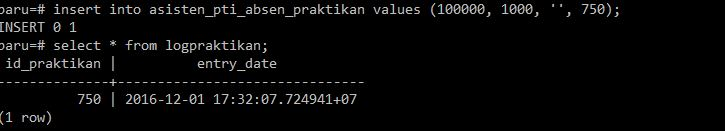 baru=# insert into asisten_pti_absen_praktikan values (100000, 1000, '', 750);
INSERT 0 1
baru=# select * from logpraktikan;
id_praktikan | entry_date
--------------+-------------------------------
750 | 2016-12-01 17:32:07.724941+07
(1 row)